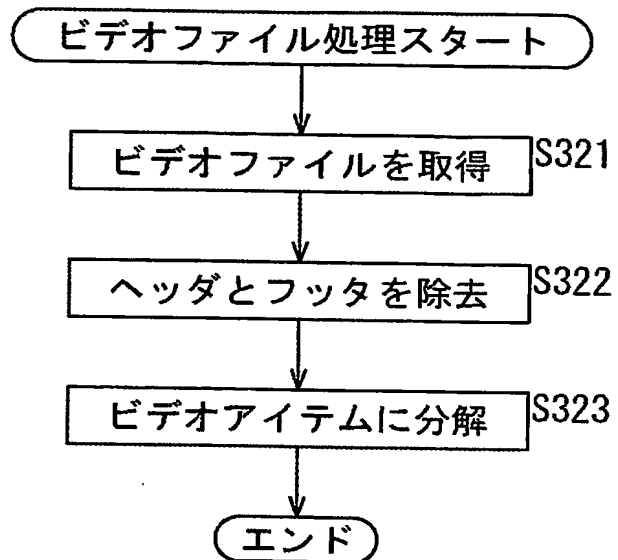 ビデオファイル処理スタート
ビデオファイルを取得 S321
ヘッダとフッタを除去 S322
ビデオアイテムに分解 S323
エンド